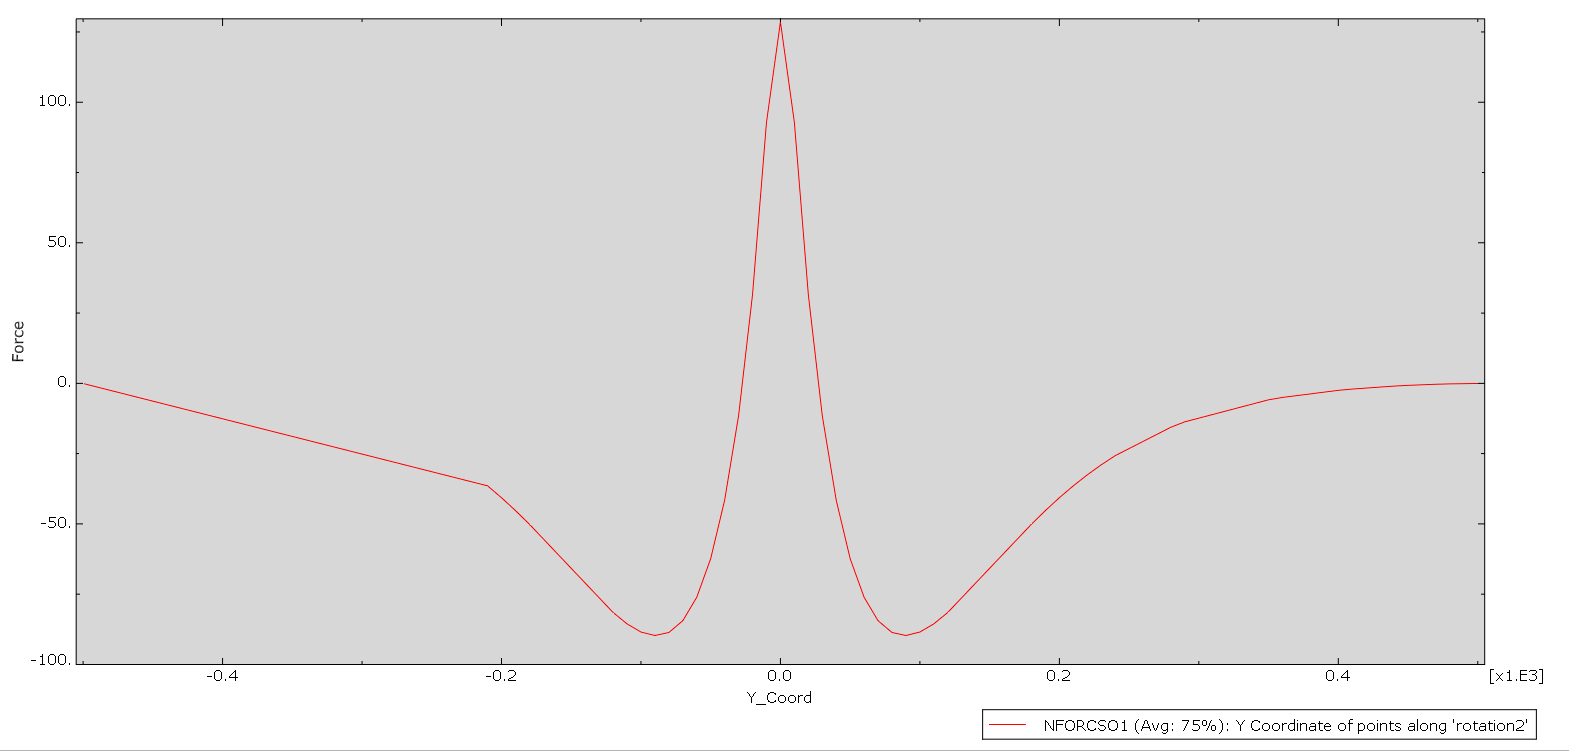 100.
50.
0.
-50.
-100.
Force
-0.4 -0.2 0.0 0.2 0.4 [x1.E3]
Y_Coord
NFORCSO1 (Avg: 75%): Y Coordinate of points along 'rotation2'